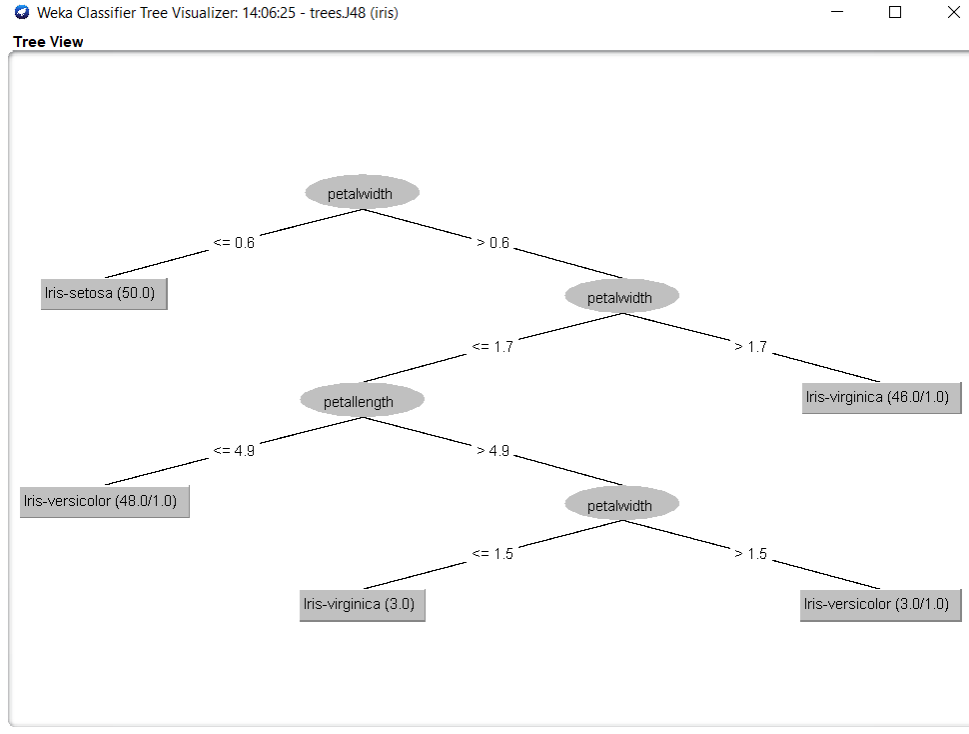 Weka Classifier Tree Visualizer: 14:06:25 - treesJ48 (iris)
Tree View
petalwidth
<= 0.6
> 0.6
Iris-setosa (50.0)
petalwidth
<= 1.7
> 1.7
petallength
Iris-virginica (46.0/1.0)
<= 4.9
> 4.9
Iris-versicolor (48.0/1.0)
petalwidth
<= 1.5
> 1.5
Iris-virginica (3.0)
Iris-versicolor (3.0/1.0)